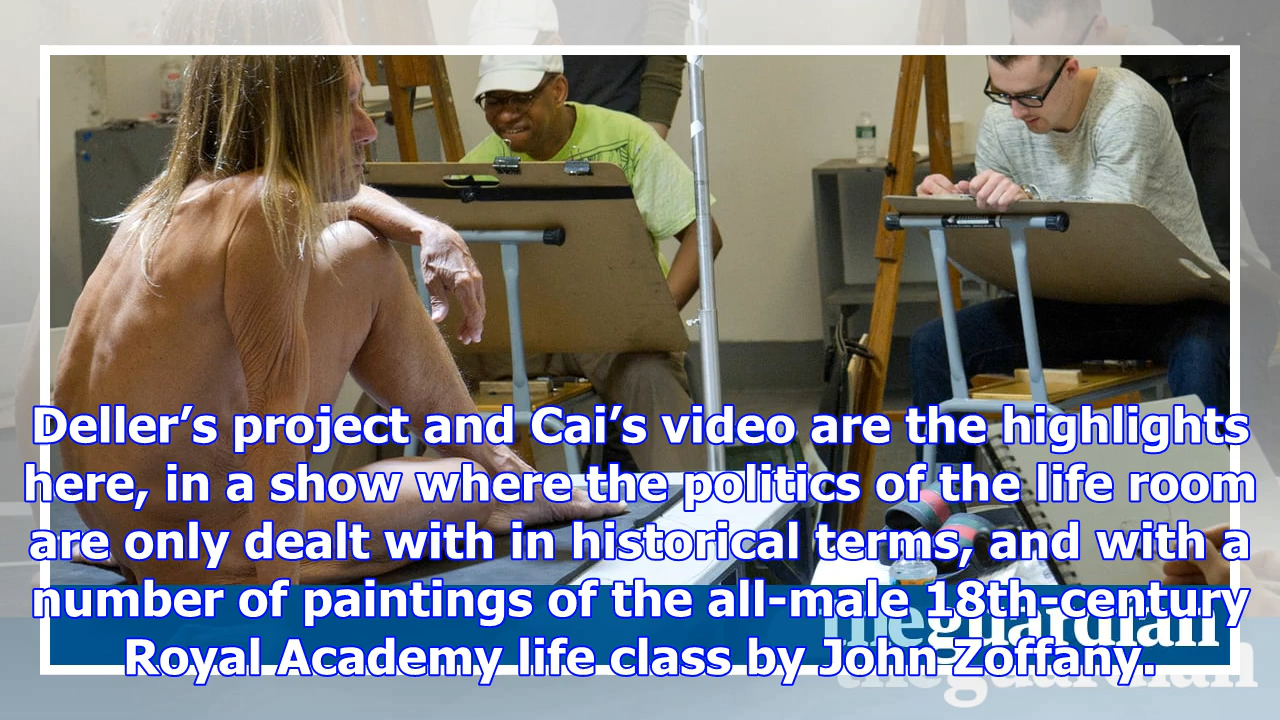 Deller’s project and Cai’s video are the highlights
here, in a show where the politics of the life room
are only dealt with in historical terms, and with a
number of paintings of the all-male 18th-century
Royal Academy life class by John Zoffany.
theguardian
theguardian